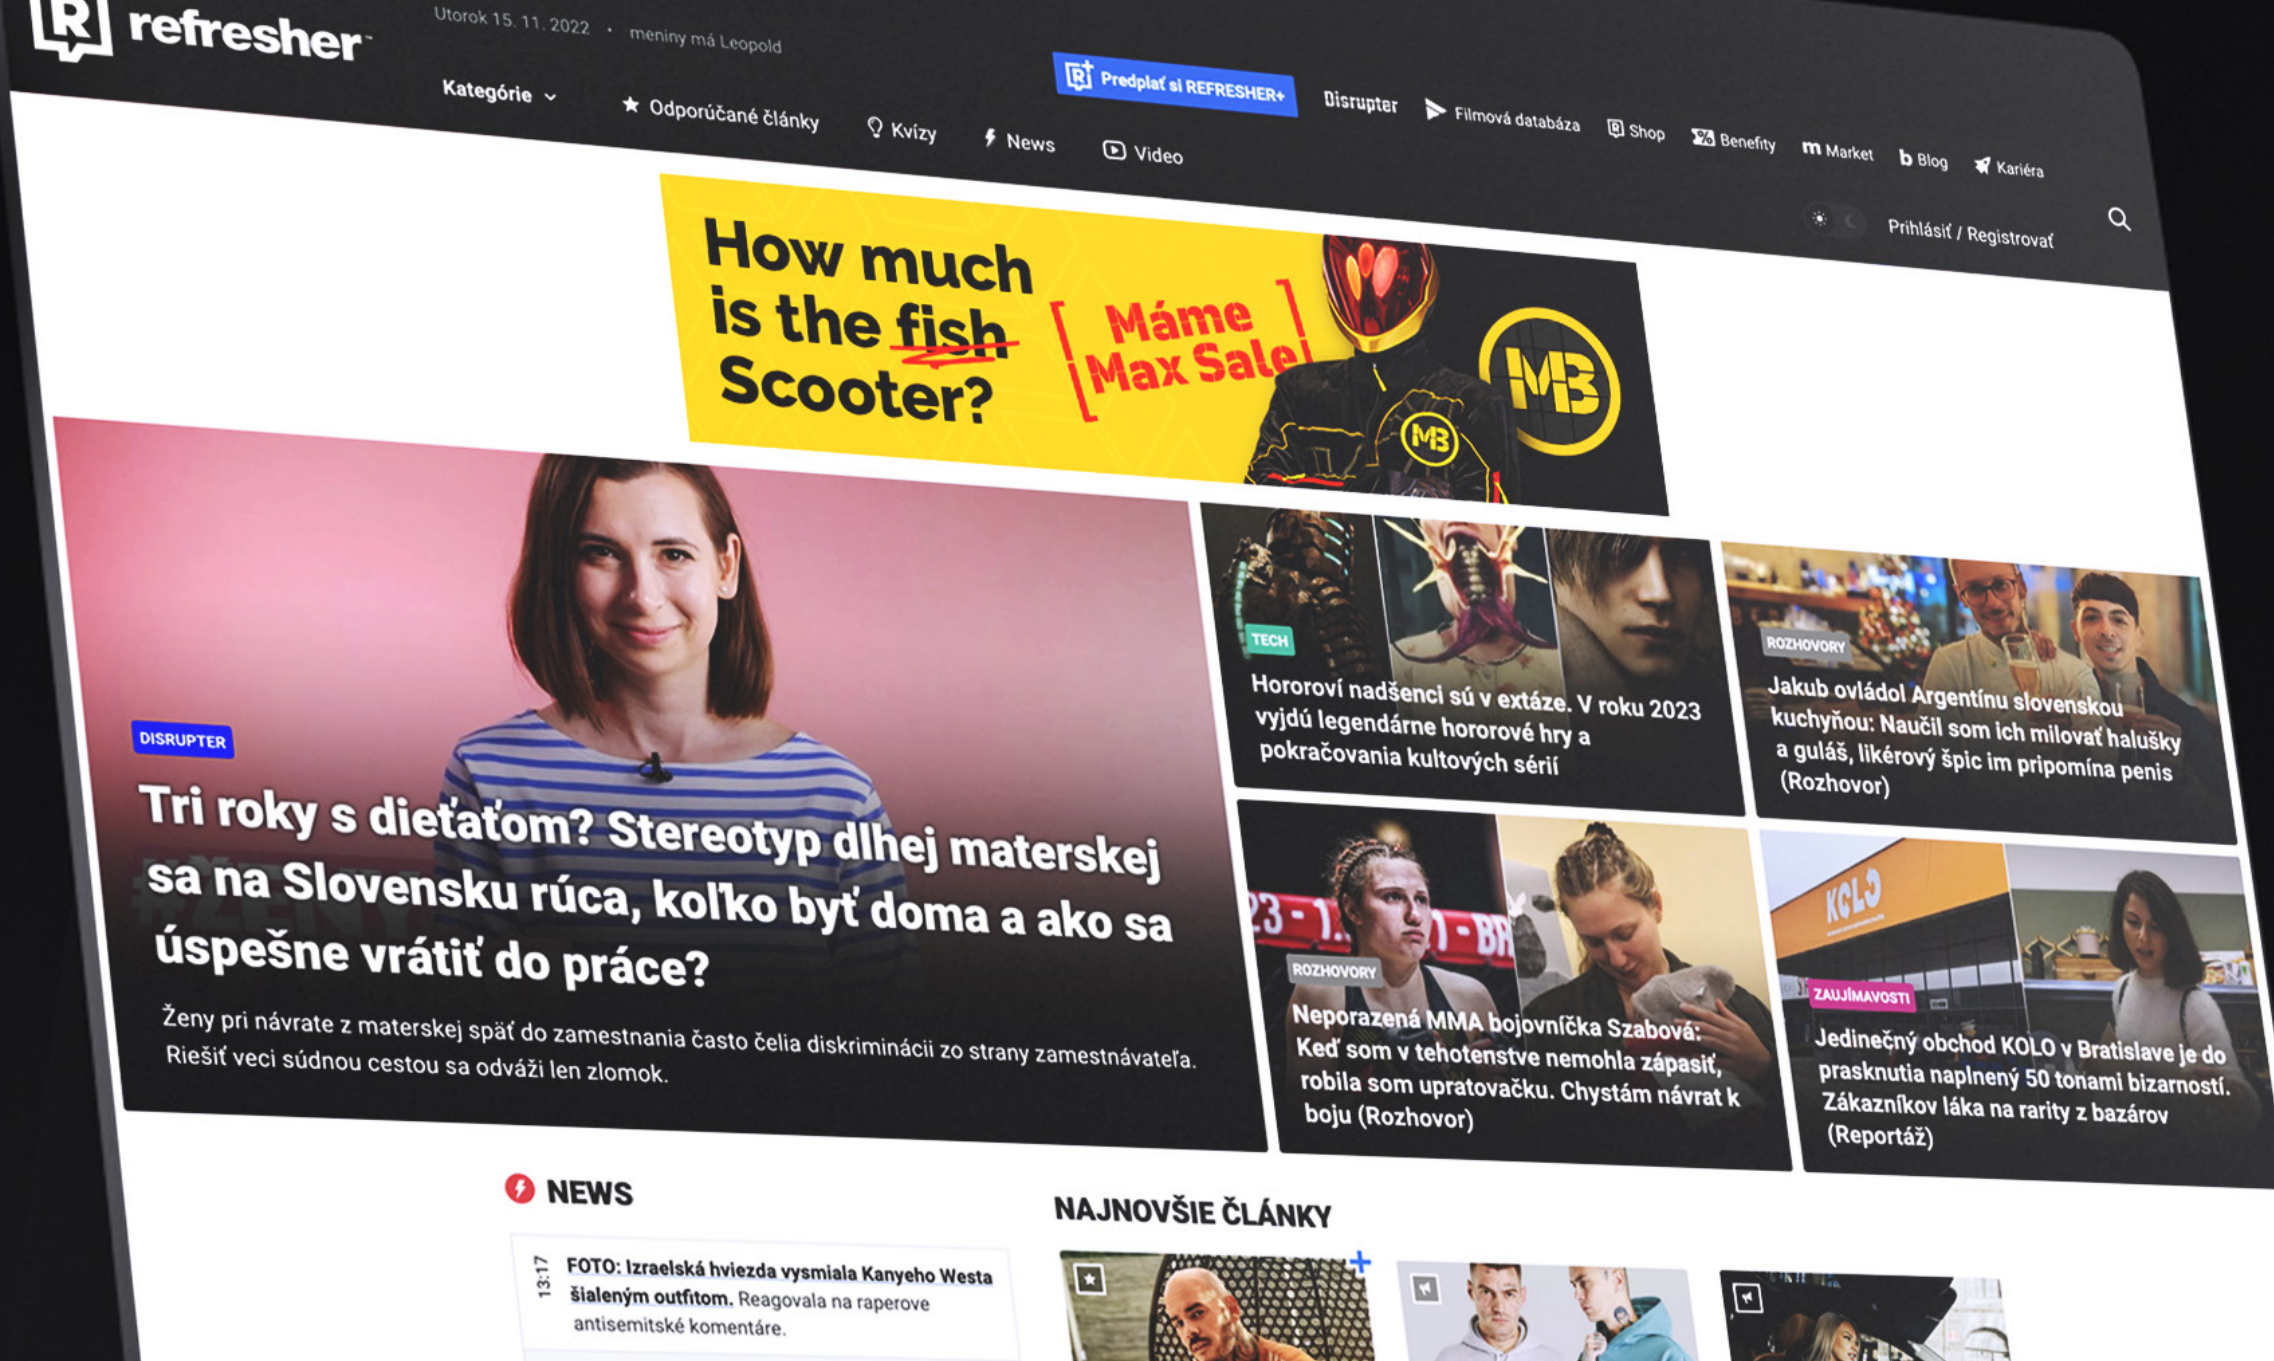 R refresher
Utorok 15. 11. 2022 • meniny má Leopold
Predplať si REFRESHER+
Disrupter
Filmová databáza
Shop
Benefity
Market
Blog
Kariéra
Kategórie
Odporúčané články
Kvízy
News
Video
Prihlásiť / Registrovať
How much
is the fish
Scooter?
Máme
Max Sale
MB
MB
DISRUPTER
Tri roky s dieťaťom? Stereotyp dlhej materskej
sa na Slovensku rúca, koľko byť doma a ako sa
úspešne vrátiť do práce?
Ženy pri návrate z materskej späť do zamestnania často čelia diskriminácii zo strany zamestnávateľa.
Riešiť veci súdnou cestou sa odváži len zlomok.
TECH
Hororoví nadšenci sú v extáze. V roku 2023
vyjdú legendárne hororové hry a
pokračovania kultových sérií
ROZHOVORY
Jakub ovládol Argentínu slovenskou
kuchyňou: Naučil som ich milovať halušky
a guláš, likérový špic im pripomína penis
(Rozhovor)
ROZHOVORY
Neporazená MMA bojovníčka Szabová:
Keď som v tehotenstve nemohla zápasiť,
robila som upratovačku. Chystám návrat k
boju (Rozhovor)
KOLO
ZAUJÍMAVOSTI
Jedinečný obchod KOLO v Bratislave je do
prasknutia naplnený 50 tonami bizarností.
Zákazníkov láka na rarity z bazárov
(Reportáž)
NEWS
13:17
FOTO: Izraelská hviezda vysmiala Kanyeho Westa
šialeným outfitom. Reagovala na raperove
antisemitské komentáre.
NAJNOVŠIE ČLÁNKY